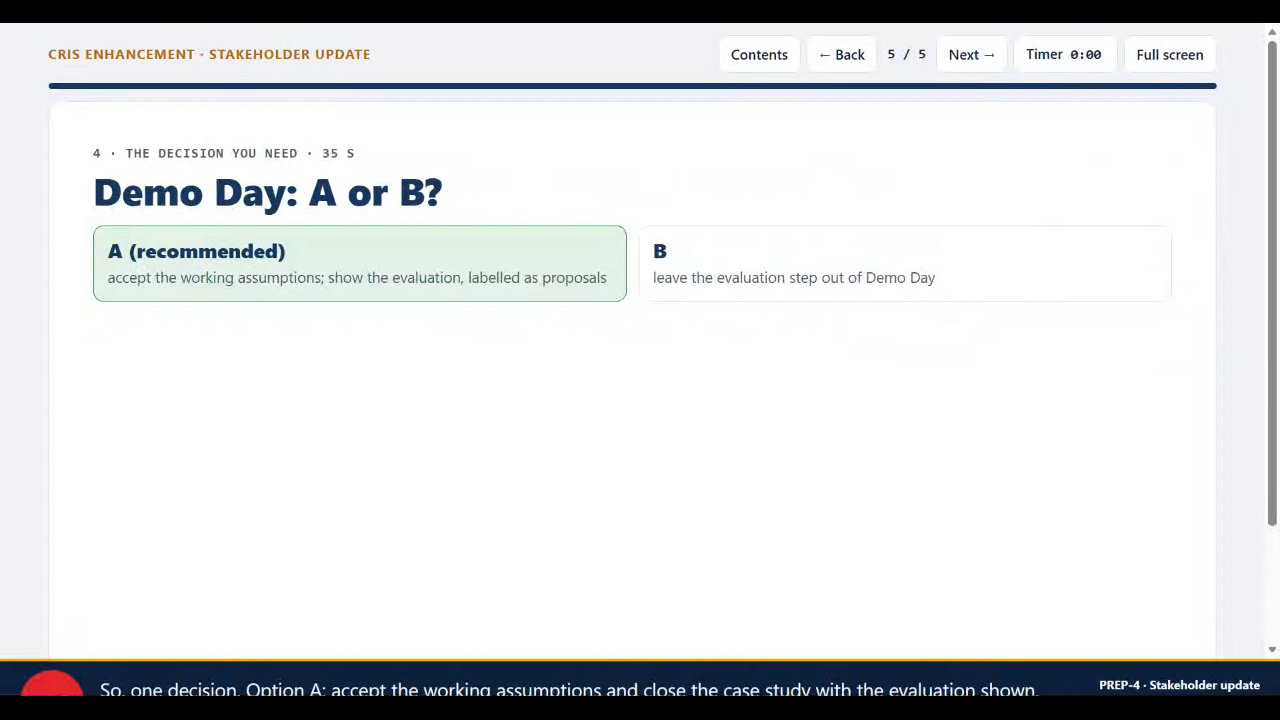 CRIS ENHANCEMENT · STAKEHOLDER UPDATE
Contents
← Back
5 / 5
Next →
Timer 0:00
Full screen
4 · THE DECISION YOU NEED · 35 S
Demo Day: A or B?
A (recommended)
accept the working assumptions; show the evaluation, labelled as proposals
B
leave the evaluation step out of Demo Day
So, one decision. Option A: accept the working assumptions and close the case study with the evaluation shown,
PREP-4 · Stakeholder update